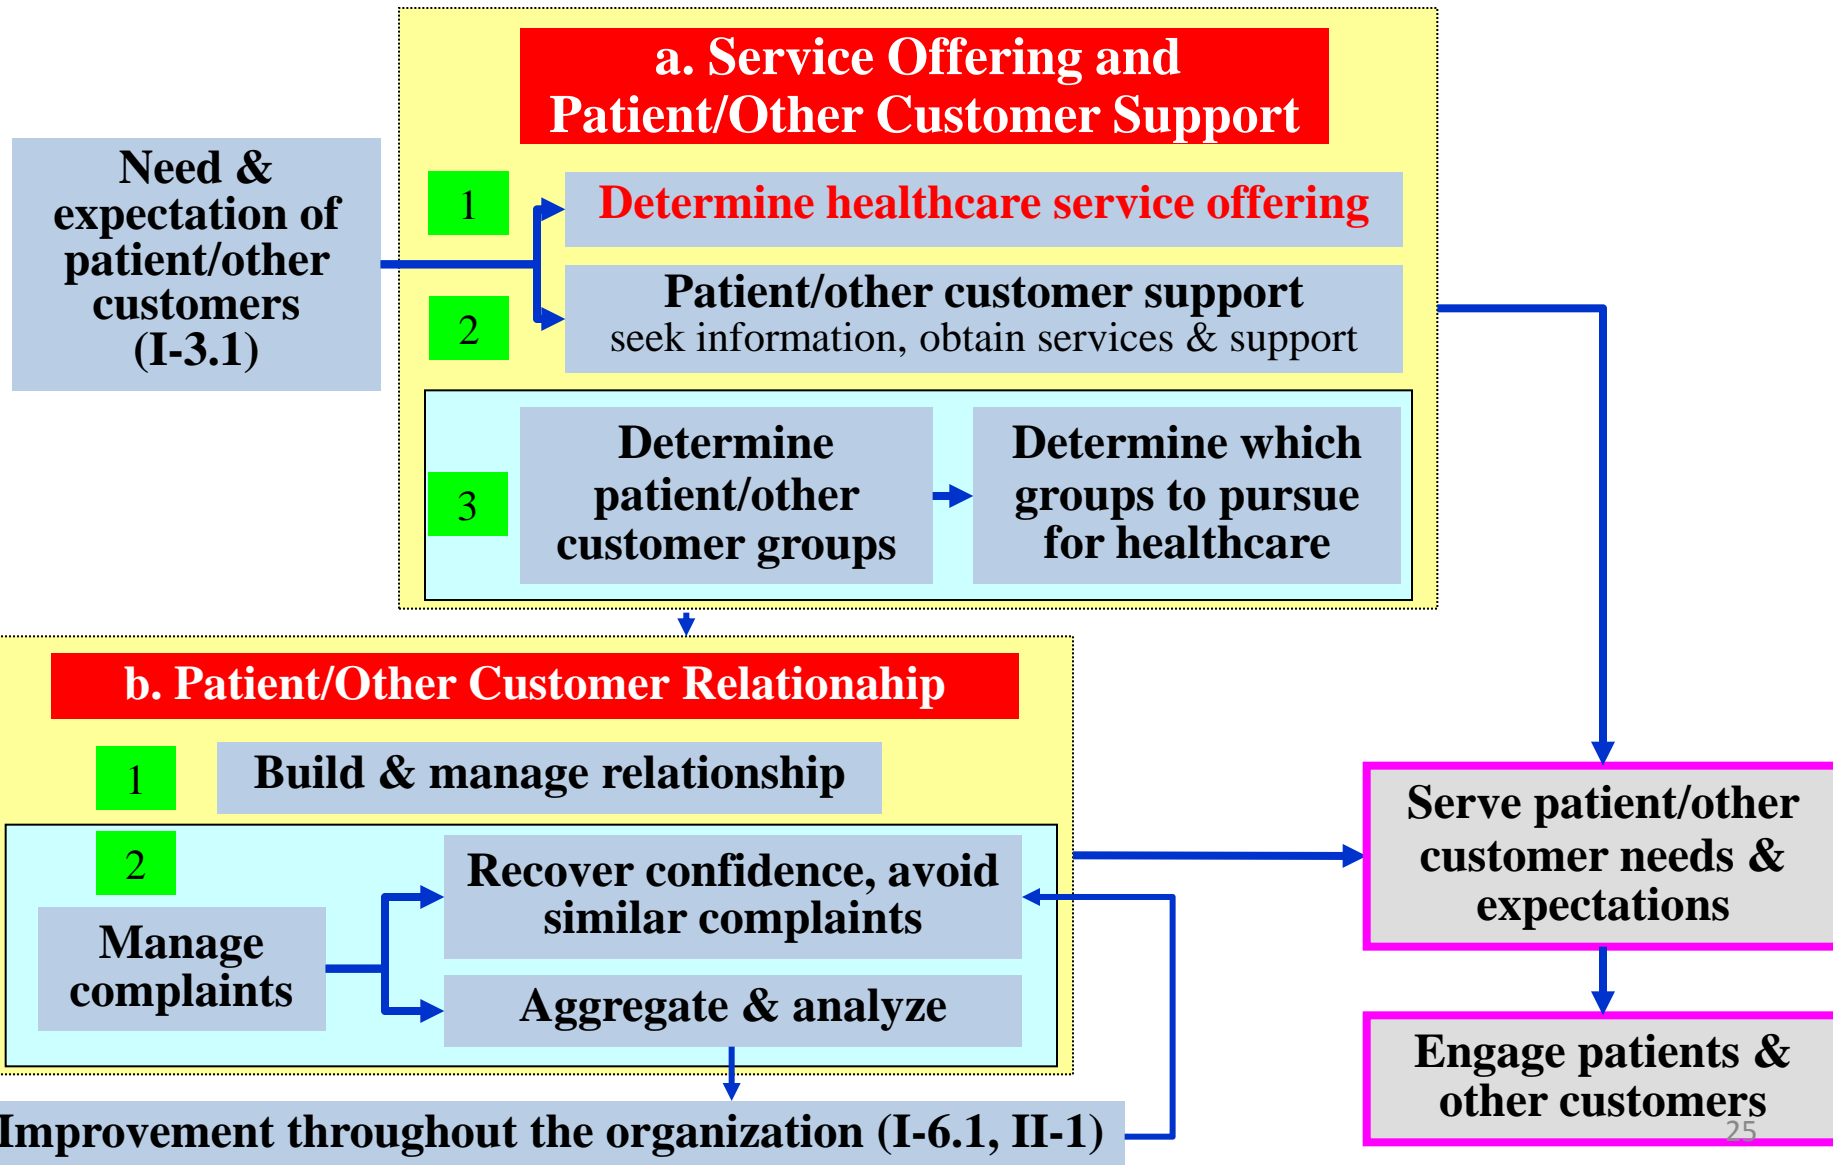 a. Service Offering and
Patient/Other Customer Support
Need &
expectation of
patient/other
customers
(I-3.1)
1
Determine healthcare service offering
2
Patient/other customer support
seek information, obtain services & support
3
Determine
patient/other
customer groups
Determine which
groups to pursue
for healthcare
b. Patient/Other Customer Relationahip
1
Build & manage relationship
2
Manage
complaints
Recover confidence, avoid
similar complaints
Aggregate & analyze
Improvement throughout the organization (I-6.1, II-1)
Serve patient/other
customer needs &
expectations
Engage patients &
other customers
25